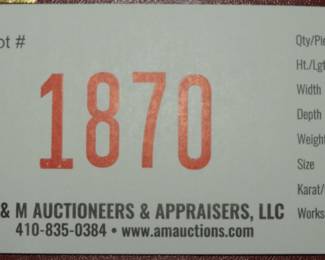 ot #
1870
& M AUCTIONEERS & APPRAISERS, LLC
410-835-0384 • www.amauctions.com
Qty/Pie
Ht./Lgt
Width
Depth
Weight
Size
Karat/
Works